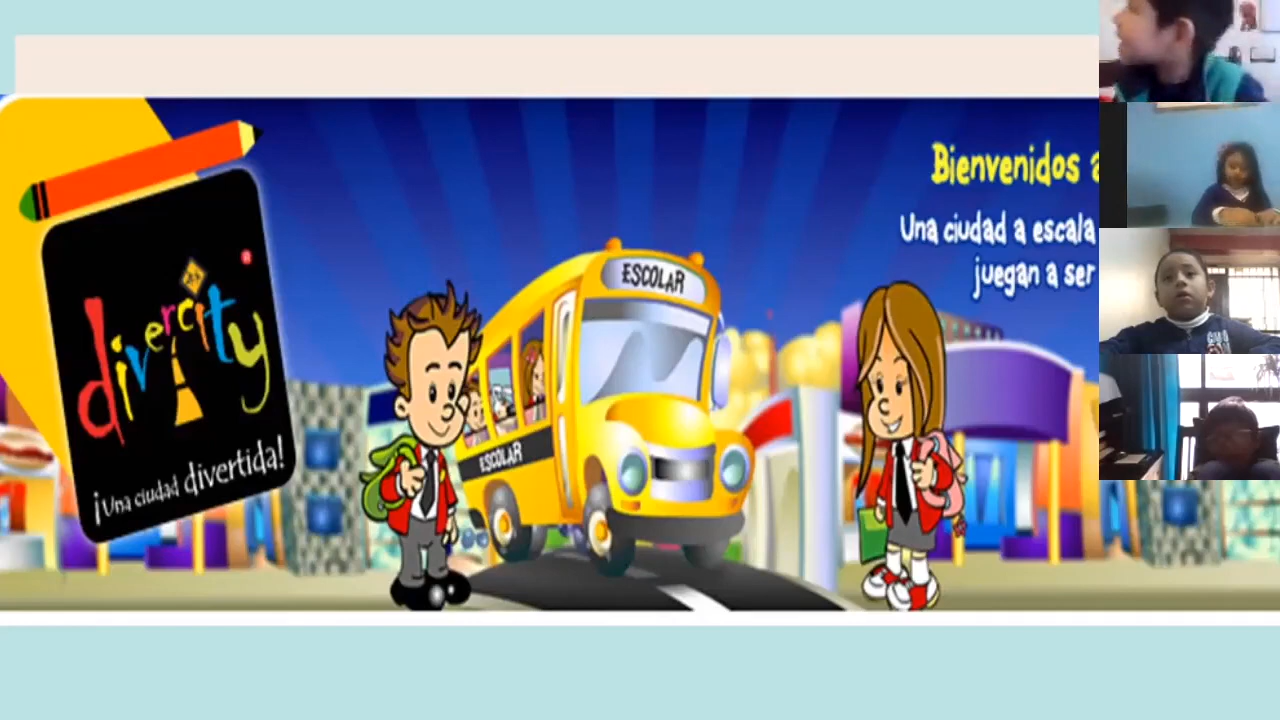 divercity
¡Una ciudad divertida!
ESCOLAR
ESCOLAR
Bienvenidos a
Una ciudad a escala
juegan a ser